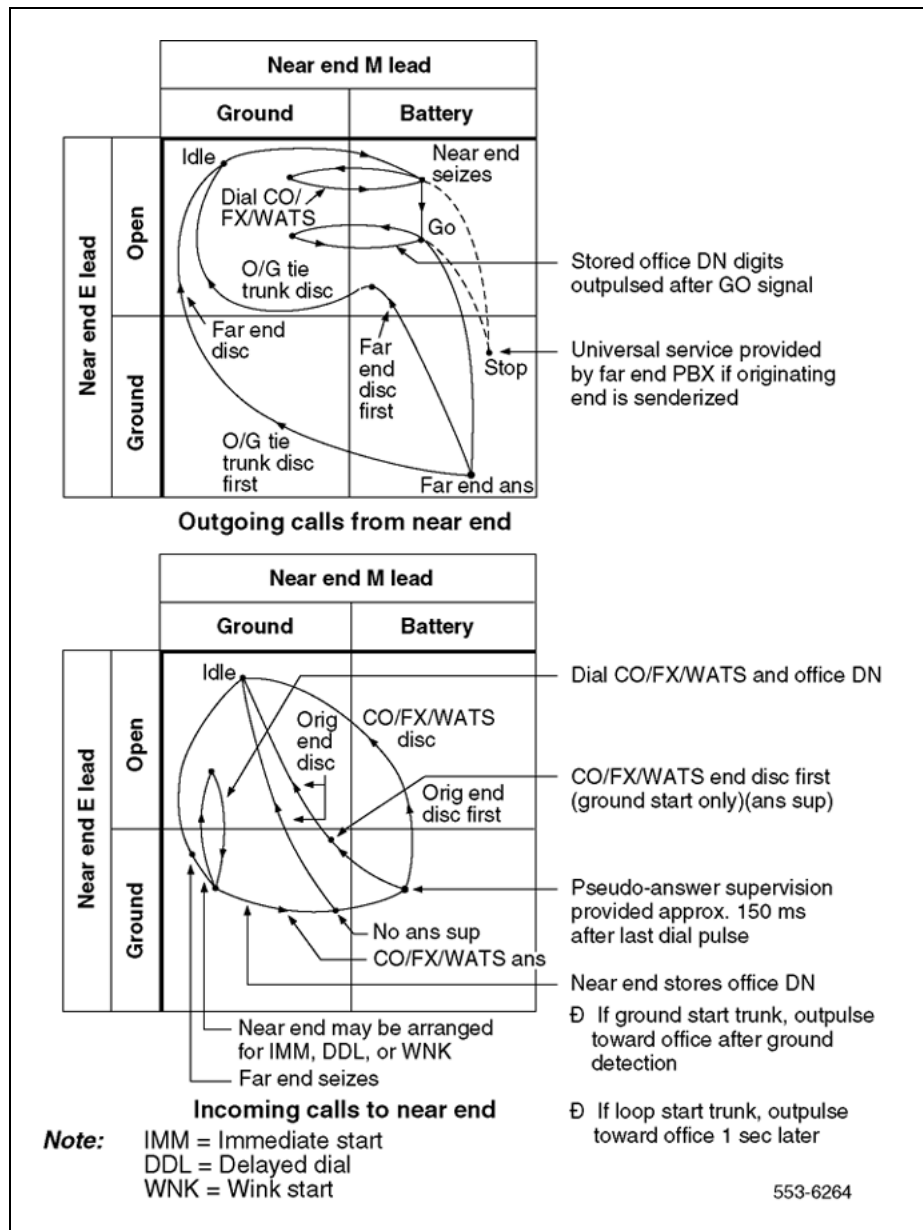 Near end M lead
Ground
Battery
Near end E lead
Open
Ground
Idle
Near end
seizes
Dial CO/
FX/WATS
Go
O/G tie
trunk disc
Stored office DN digits
outpulsed after GO signal
Far end
disc
Far
end
disc
first
Stop
Universal service provided
by far end PBX if originating
end is senderized
O/G tie
trunk disc
first
Far end ans
Outgoing calls from near end
Near end M lead
Ground
Battery
Near end E lead
Open
Ground
Idle
Dial CO/FX/WATS and office DN
Orig
end
disc
CO/FX/WATS
disc
Orig end
disc first
CO/FX/WATS end disc first
(ground start only)(ans sup)
Pseudo-answer supervision
provided approx. 150 ms
after last dial pulse
No ans sup
CO/FX/WATS ans
Near end stores office DN
Near end may be arranged
for IMM, DDL, or WNK
Far end seizes
Ð If ground start trunk, outpulse
toward office after ground
detection
Ð If loop start trunk, outpulse
toward office 1 sec later
Incoming calls to near end
Note: IMM = Immediate start
DDL = Delayed dial
WNK = Wink start
553-6264